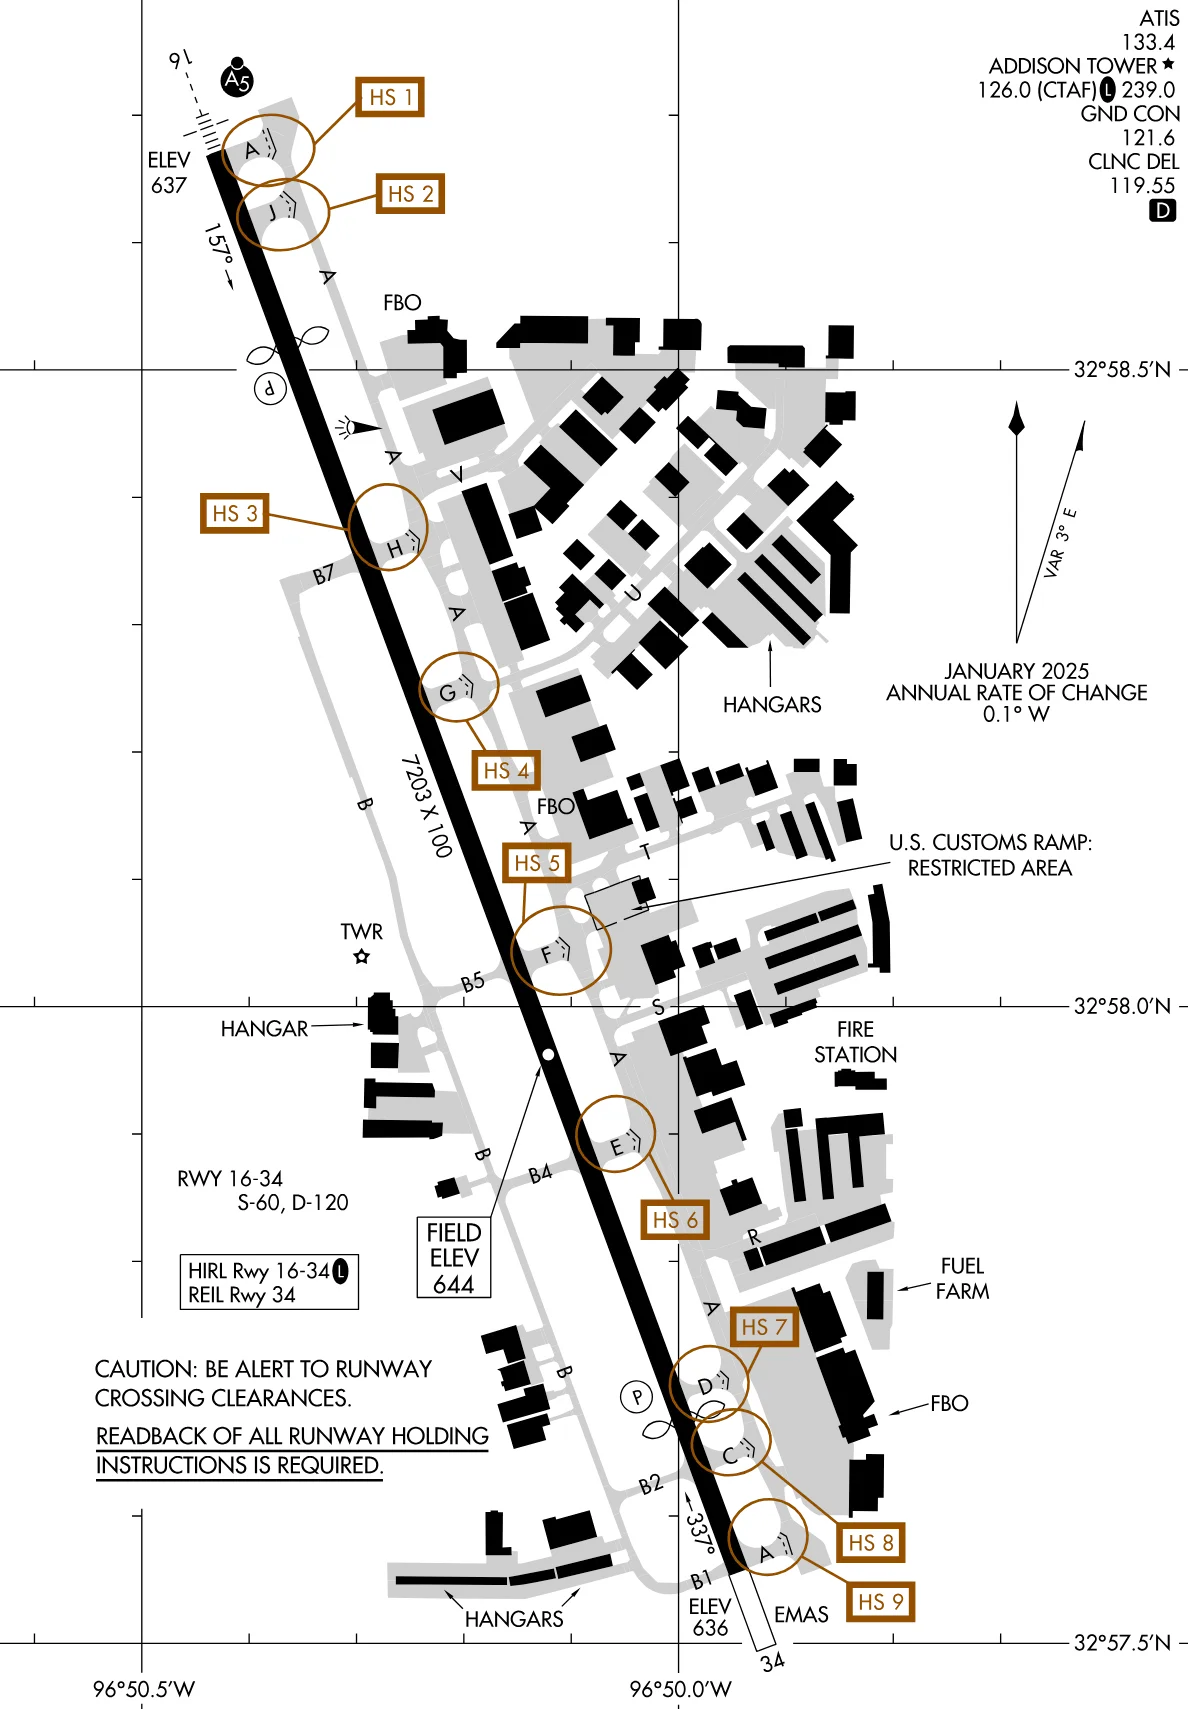 ATIS
133.4
ADDISON TOWER ★
126.0 (CTAF) L 239.0
GND CON
121.6
CLNC DEL
119.55
D
16
A5
HS 1
A
ELEV
637
HS 2
J
157°
A
FBO
32°58.5'N
P
A
V
HS 3
H
B7
VAR 3° E
U
A
JANUARY 2025
ANNUAL RATE OF CHANGE
0.1° W
G
HANGARS
HS 4
7203 X 100
B
FBO
A
T
U.S. CUSTOMS RAMP:
RESTRICTED AREA
HS 5
TWR
F
B5
S
32°58.0'N
HANGAR
FIRE
STATION
A
E
B
B4
RWY 16-34
S-60, D-120
HS 6
FIELD
ELEV
644
R
HIRL Rwy 16-34 L
REIL Rwy 34
FUEL
FARM
A
HS 7
CAUTION: BE ALERT TO RUNWAY
CROSSING CLEARANCES.
B
D
P
FBO
READBACK OF ALL RUNWAY HOLDING
INSTRUCTIONS IS REQUIRED.
C
B2
337°
HS 8
A
B1
HS 9
ELEV
636
EMAS
HANGARS
34
32°57.5'N
96°50.5'W
96°50.0'W